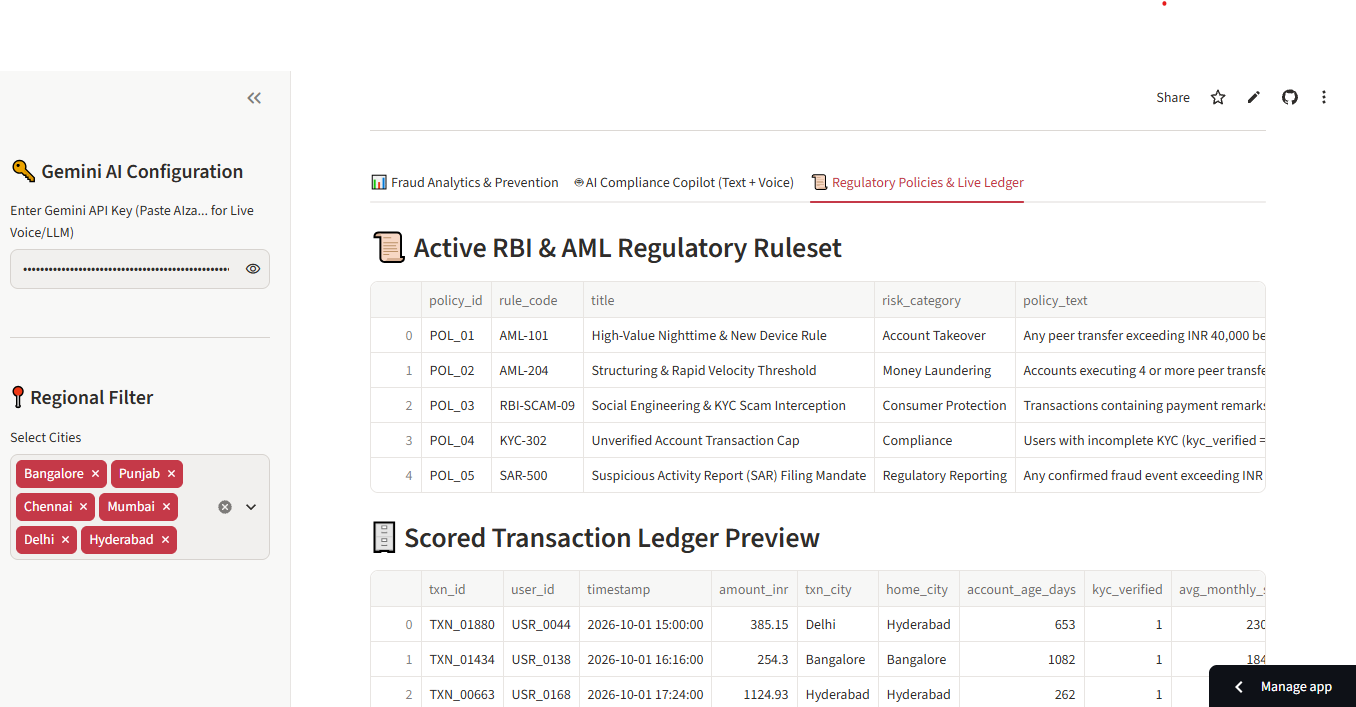 Share
Gemini AI Configuration
Enter Gemini API Key (Paste AIza... for Live
Voice/LLM)
••••••••••••••••••••••••••••••••••••••••••••••••
Regional Filter
Select Cities
Bangalore × Punjab ×
Chennai × Mumbai ×
Delhi × Hyderabad ×
Fraud Analytics & Prevention AI Compliance Copilot (Text + Voice) Regulatory Policies & Live Ledger
Active RBI & AML Regulatory Ruleset
policy_id rule_code title risk_category policy_text
0 POL_01 AML-101 High-Value Nighttime & New Device Rule Account Takeover Any peer transfer exceeding INR 40,000 be
1 POL_02 AML-204 Structuring & Rapid Velocity Threshold Money Laundering Accounts executing 4 or more peer transfe
2 POL_03 RBI-SCAM-09 Social Engineering & KYC Scam Interception Consumer Protection Transactions containing payment remarks
3 POL_04 KYC-302 Unverified Account Transaction Cap Compliance Users with incomplete KYC (kyc_verified =
4 POL_05 SAR-500 Suspicious Activity Report (SAR) Filing Mandate Regulatory Reporting Any confirmed fraud event exceeding INR
Scored Transaction Ledger Preview
txn_id user_id timestamp amount_inr txn_city home_city account_age_days kyc_verified avg_monthly_s
0 TXN_01880 USR_0044 2026-10-01 15:00:00 385.15 Delhi Hyderabad 653 1 230
1 TXN_01434 USR_0138 2026-10-01 16:16:00 254.3 Bangalore Bangalore 1082 1 184
2 TXN_00663 USR_0168 2026-10-01 17:24:00 1124.93 Hyderabad Hyderabad 262 1
Manage app